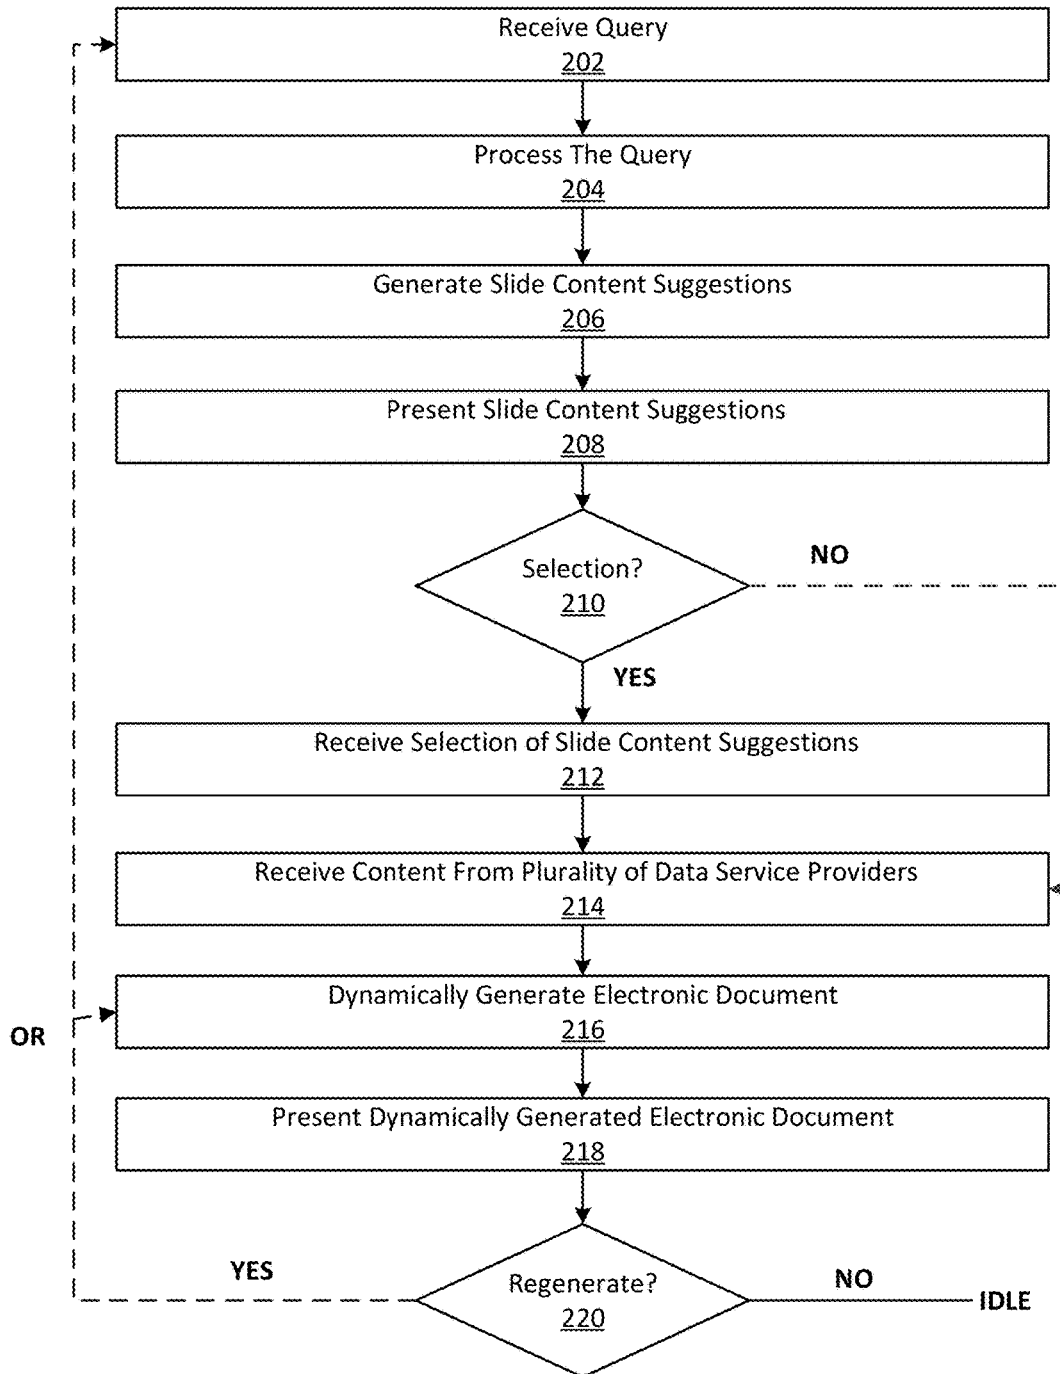 Receive Query
202
Process The Query
204
Generate Slide Content Suggestions
206
Present Slide Content Suggestions
208
Selection?
210
NO
YES
Receive Selection of Slide Content Suggestions
212
Receive Content From Plurality of Data Service Providers
214
Dynamically Generate Electronic Document
216
OR
Present Dynamically Generated Electronic Document
218
YES
Regenerate?
220
NO
IDLE